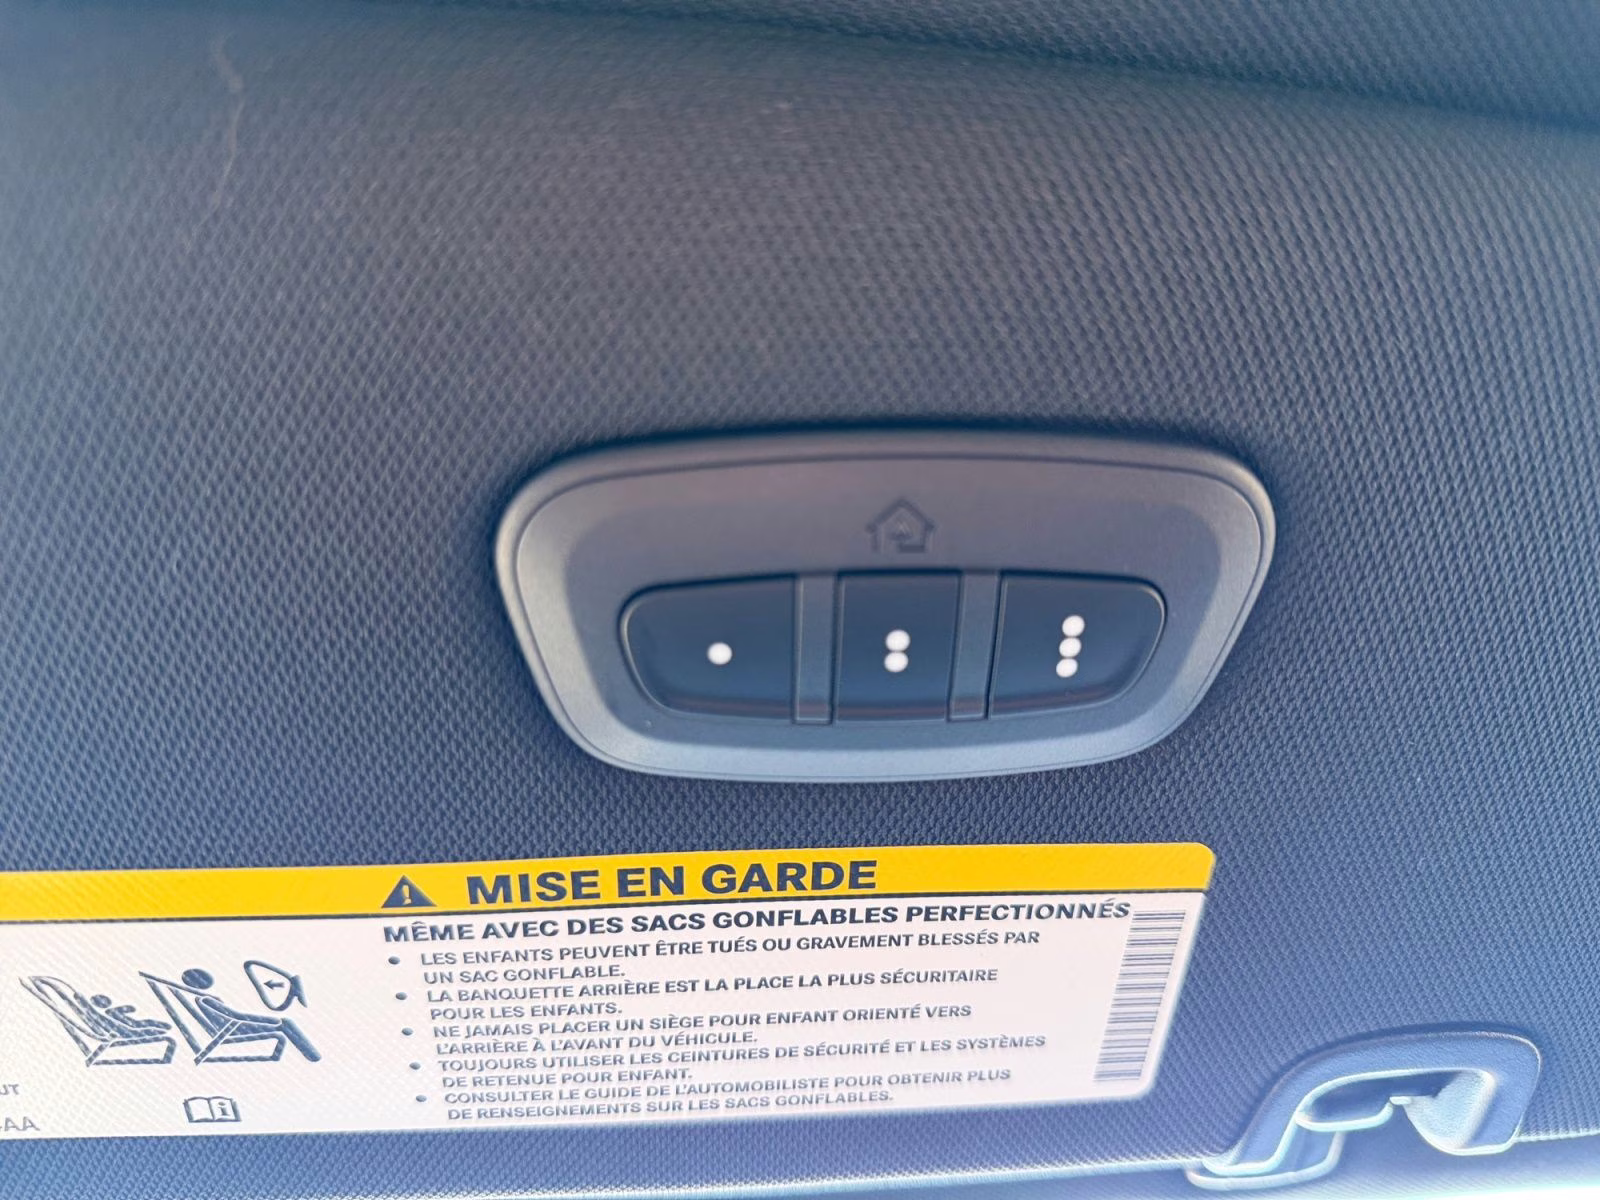 MISE EN GARDE
MÊME AVEC DES SACS GONFLABLES PERFECTIONNÉS
• LES ENFANTS PEUVENT ÊTRE TUÉS OU GRAVEMENT BLESSÉS PAR
UN SAC GONFLABLE.
• LA BANQUETTE ARRIÈRE EST LA PLACE LA PLUS SÉCURITAIRE
POUR LES ENFANTS.
• NE JAMAIS PLACER UN SIÈGE POUR ENFANT ORIENTÉ VERS
L'ARRIÈRE À L'AVANT DU VÉHICULE.
• TOUJOURS UTILISER LES CEINTURES DE SÉCURITÉ ET LES SYSTÈMES
DE RETENUE POUR ENFANT.
• CONSULTER LE GUIDE DE L'AUTOMOBILISTE POUR OBTENIR PLUS
DE RENSEIGNEMENTS SUR LES SACS GONFLABLES.